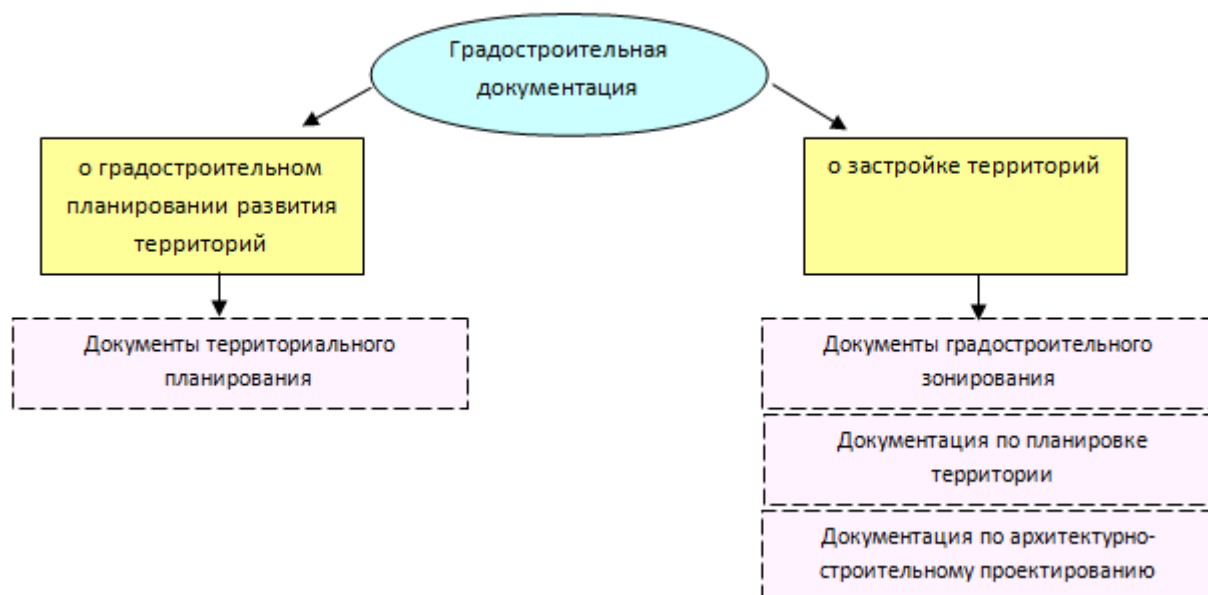 Градостроительная
документация
о градостроительном
планировании развития
территорий
о застройке территорий
Документы территориального
планирования
Документы градостроительного
зонирования
Документация по планировке
территории
Документация по архитектурно-
строительному проектированию